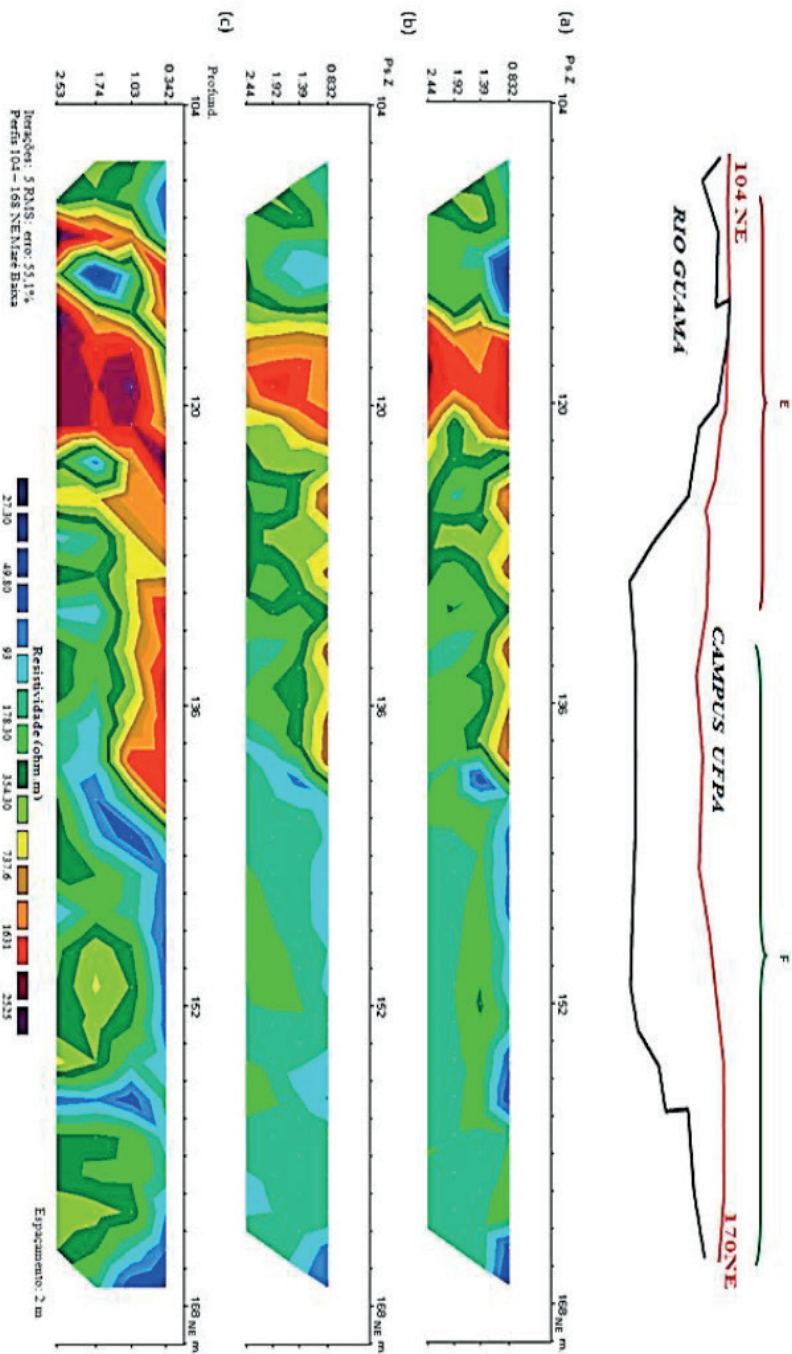 E
F
104 NE
170NE
RIO GUAMÁ
CAMPUS UFPA
(a)
Ps.Z
104
120
136
152
168 NE m.
0.832
1.39
1.92
2.44
(b)
Ps.Z
104
120
136
152
168 NE m.
0.832
1.39
1.92
2.44
(c)
Profund.
104
120
136
152
168 NE m.
0.342
1.03
1.74
2.53
Iterações: 5 RMS: erro: 55,1%
Perfis 104 – 168 NE Maré Baixa
Resistividade (ohm.m)
27.30 49.80 93 178.30 354.30 737.6 1631 2525
Espaçamento: 2 m